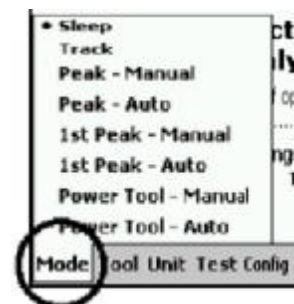 • Sleep
Track
Peak - Manual
Peak - Auto
1st Peak - Manual
1st Peak - Auto
Power Tool - Manual
Power Tool - Auto
Mode ool Unit Test Config